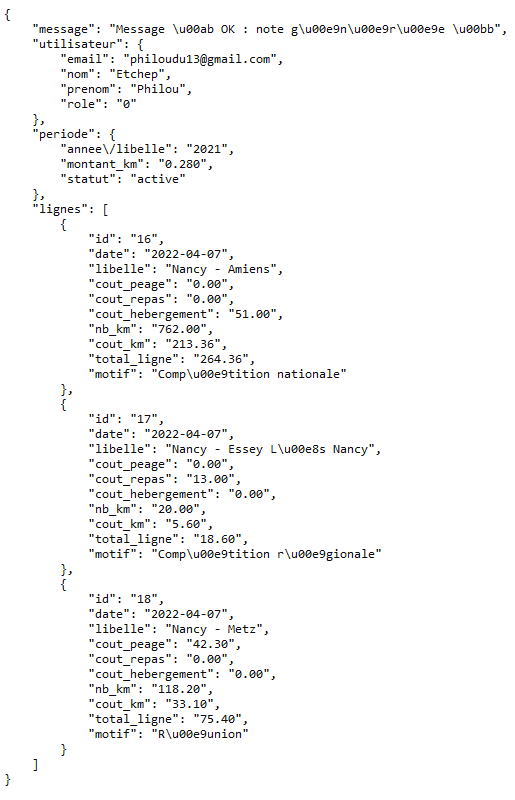 {
    "message": "Message \u00ab OK : note g\u00e9n\u00e9r\u00e9e \u00bb",
    "utilisateur": {
        "email": "philoudu13@gmail.com",
        "nom": "Etchep",
        "prenom": "Philou",
        "role": "0"
    },
    "periode": {
        "annee\/libelle": "2021",
        "montant_km": "0.280",
        "statut": "active"
    },
    "lignes": [
        {
            "id": "16",
            "date": "2022-04-07",
            "libelle": "Nancy - Amiens",
            "cout_peage": "0.00",
            "cout_repas": "0.00",
            "cout_hebergement": "51.00",
            "nb_km": "762.00",
            "cout_km": "213.36",
            "total_ligne": "264.36",
            "motif": "Comp\u00e9tition nationale"
        },
        {
            "id": "17",
            "date": "2022-04-07",
            "libelle": "Nancy - Essey L\u00e8s Nancy",
            "cout_peage": "0.00",
            "cout_repas": "13.00",
            "cout_hebergement": "0.00",
            "nb_km": "20.00",
            "cout_km": "5.60",
            "total_ligne": "18.60",
            "motif": "Comp\u00e9tition r\u00e9gionale"
        },
        {
            "id": "18",
            "date": "2022-04-07",
            "libelle": "Nancy - Metz",
            "cout_peage": "42.30",
            "cout_repas": "0.00",
            "cout_hebergement": "0.00",
            "nb_km": "118.20",
            "cout_km": "33.10",
            "total_ligne": "75.40",
            "motif": "R\u00e9union"
        }
    ]
}